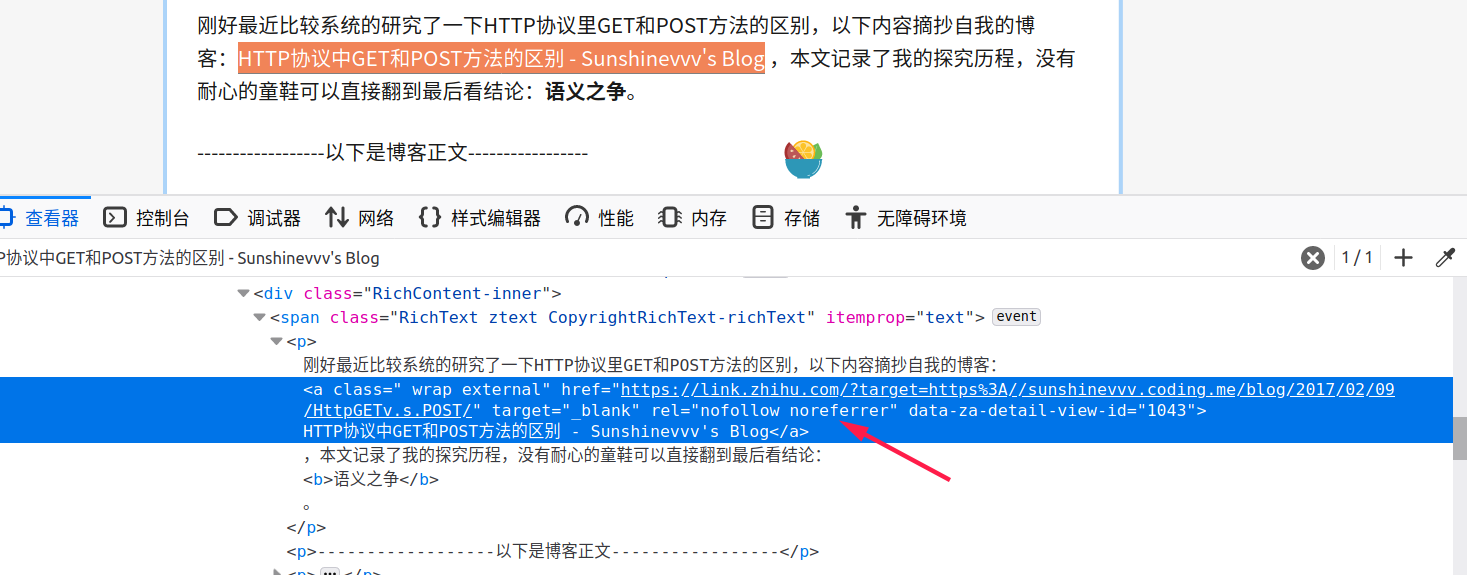 刚好最近比较系统的研究了一下HTTP协议里GET和POST方法的区别，以下内容摘抄自我的博
客：HTTP协议中GET和POST方法的区别 - Sunshinevvv's Blog ，本文记录了我的探究历程，没有
耐心的童鞋可以直接翻到最后看结论：语义之争。
------------------以下是博客正文-----------------
查看器 控制台 调试器 网络 {} 样式编辑器 性能 内存 存储 无障碍环境
P协议中GET和POST方法的区别 - Sunshinevvv's Blog 1 / 1 +
<div class="RichContent-inner">
<span class="RichText ztext CopyrightRichText-richText" itemprop="text"> event
<p>
刚好最近比较系统的研究了一下HTTP协议里GET和POST方法的区别，以下内容摘抄自我的博客：
<a class=" wrap external" href="https://link.zhihu.com/?target=https%3A//sunshinevvv.coding.me/blog/2017/02/09
/HttpGETv.s.POST/" target="_blank" rel="nofollow noreferrer" data-za-detail-view-id="1043">
HTTP协议中GET和POST方法的区别 - Sunshinevvv's Blog</a>
，本文记录了我的探究历程，没有耐心的童鞋可以直接翻到最后看结论：
<b>语义之争</b>
。
</p>
<p>------------------以下是博客正文-----------------</p>
<p>…</p>